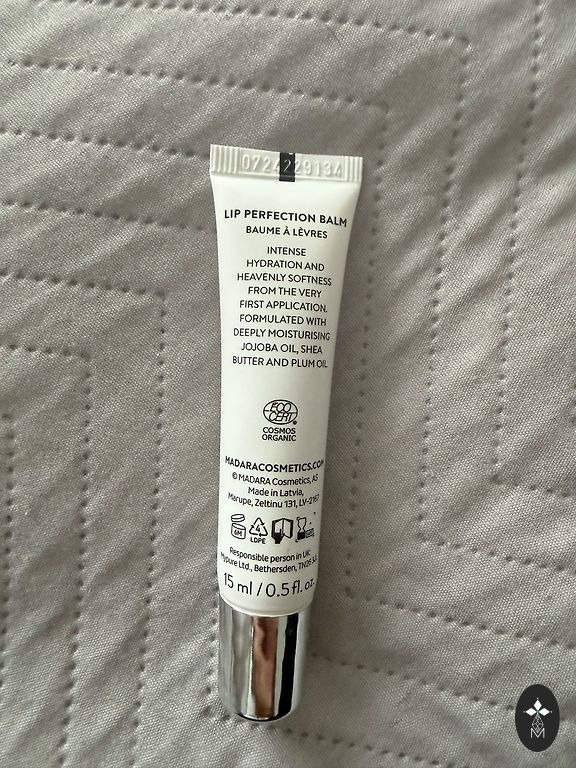 0724229134
LIP PERFECTION BALM
BAUME À LÈVRES
INTENSE
HYDRATION AND
HEAVENLY SOFTNESS
FROM THE VERY
FIRST APPLICATION.
FORMULATED WITH
DEEPLY MOISTURISING
JOJOBA OIL, SHEA
BUTTER AND PLUM OIL.
ECO
CERT
COSMOS
ORGANIC
MADARACOSMETICS.COM
© MADARA Cosmetics, AS
Made in Latvia,
Marupe, Zeltinu 131, LV-2167
6M
4
LDPE
Responsible person in UK:
Mypure Ltd., Bethersden, TN26
15 ml / 0.5 fl. oz.
M